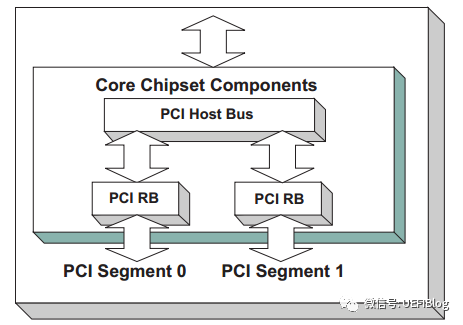 Core Chipset Components
PCI Host Bus
PCI RB
PCI RB
PCI Segment 0
PCI Segment 1
微信号: UEFIBlog